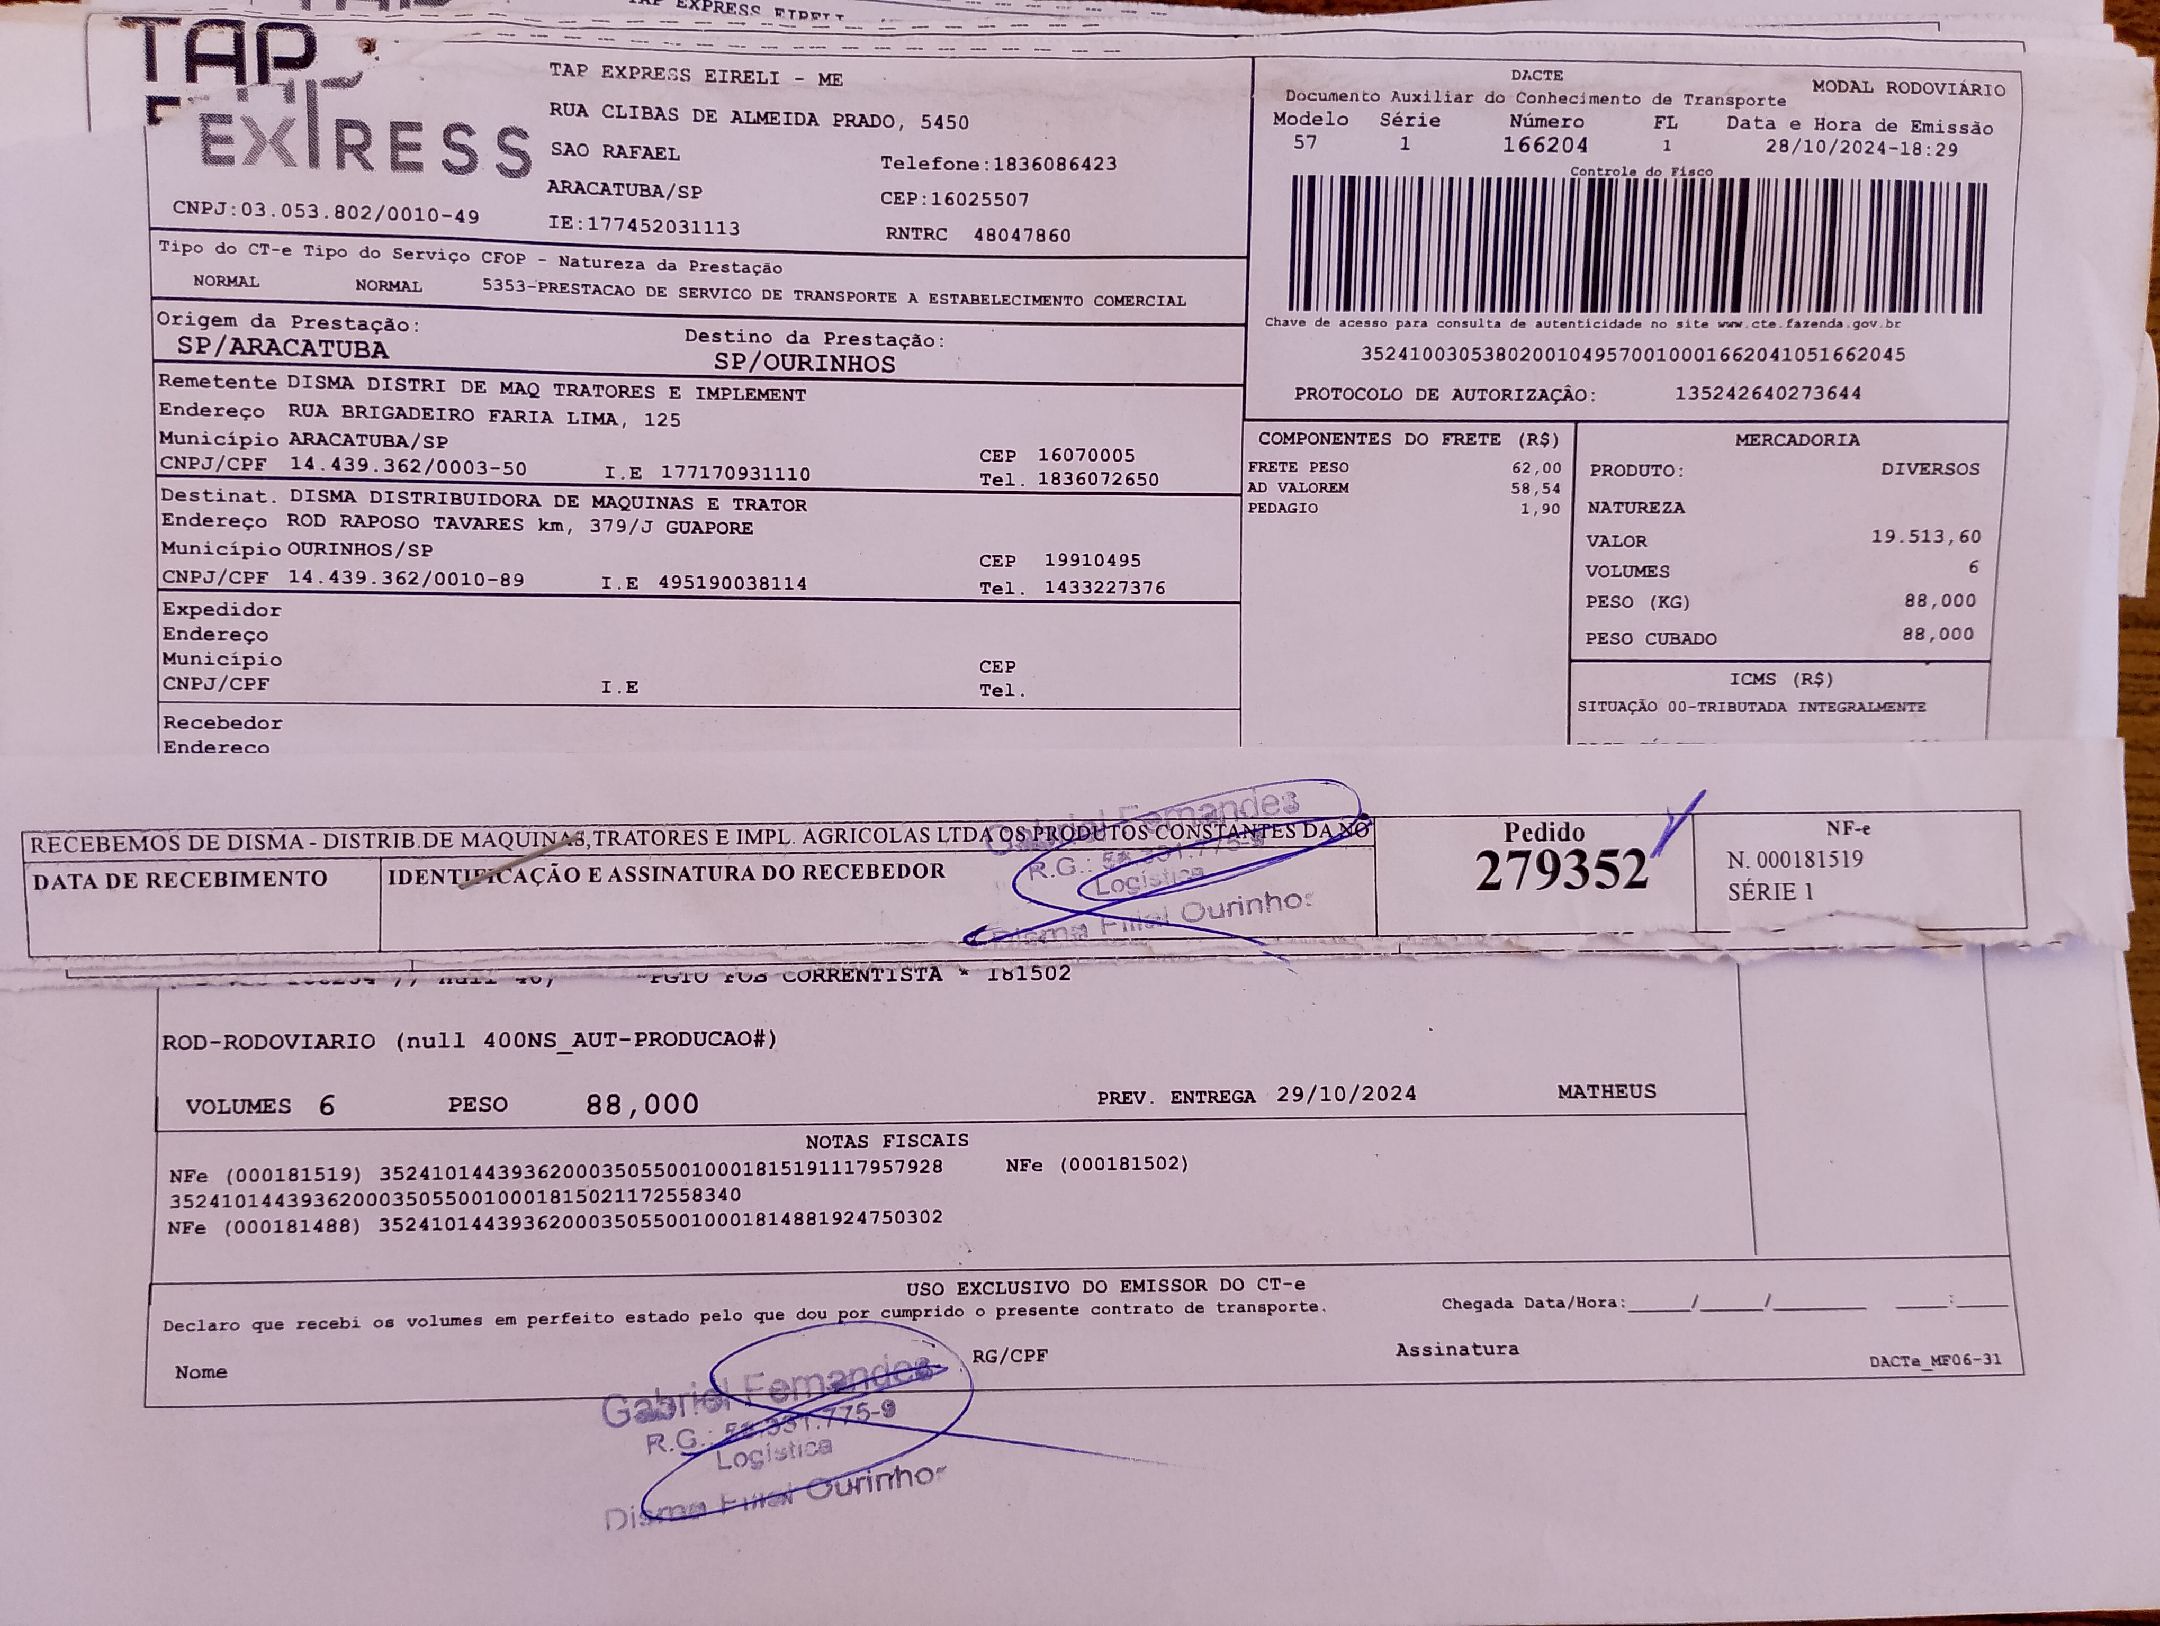 TAP EXPRESS EIRELI
TAP
EXPRESS
TAP EXPRESS EIRELI - ME
RUA CLIBAS DE ALMEIDA PRADO, 5450
SAO RAFAEL
Telefone:1836086423
ARACATUBA/SP
CEP:16025507
CNPJ:03.053.802/0010-49
IE:177452031113
RNTRC 48047860
DACTE
MODAL RODOVIÁRIO
Documento Auxiliar do Conhecimento de Transporte
Modelo Série Número FL Data e Hora de Emissão
57 1 166204 1 28/10/2024-18:29
Controle do Fisco
Chave de acesso para consulta de autenticidade no site www.cte.fazenda.gov.br
35241003053802001049570010001662041051662045
PROTOCOLO DE AUTORIZAÇÂO: 135242640273644
Tipo do CT-e Tipo do Serviço CFOP - Natureza da Prestação
NORMAL NORMAL 5353-PRESTACAO DE SERVICO DE TRANSPORTE A ESTABELECIMENTO COMERCIAL
Origem da Prestação: Destino da Prestação:
SP/ARACATUBA SP/OURINHOS
Remetente DISMA DISTRI DE MAQ TRATORES E IMPLEMENT
Endereço RUA BRIGADEIRO FARIA LIMA, 125
Município ARACATUBA/SP CEP 16070005
CNPJ/CPF 14.439.362/0003-50 I.E 177170931110 Tel. 1836072650
Destinat. DISMA DISTRIBUIDORA DE MAQUINAS E TRATOR
Endereço ROD RAPOSO TAVARES km, 379/J GUAPORE
Município OURINHOS/SP CEP 19910495
CNPJ/CPF 14.439.362/0010-89 I.E 495190038114 Tel. 1433227376
Expedidor
Endereço
Município CEP
CNPJ/CPF I.E Tel.
Recebedor
Endereço
COMPONENTES DO FRETE (R$)
FRETE PESO 62,00
AD VALOREM 58,54
PEDAGIO 1,90
MERCADORIA
PRODUTO: DIVERSOS
NATUREZA
VALOR 19.513,60
VOLUMES 6
PESO (KG) 88,000
PESO CUBADO 88,000
ICMS (R$)
SITUAÇÃO 00-TRIBUTADA INTEGRALMENTE
RECEBEMOS DE DISMA - DISTRIB.DE MAQUINAS,TRATORES E IMPL. AGRICOLAS LTDA OS PRODUTOS CONSTANTES DA NO
DATA DE RECEBIMENTO
IDENTIFICAÇÃO E ASSINATURA DO RECEBEDOR
Gabriel Fernandes
R.G.:
Logística
Disma Filial Ourinhos
Pedido
279352
NF-e
N. 000181519
SÉRIE 1
FOB CORRENTISTA * 181502
ROD-RODOVIARIO (null 400NS_AUT-PRODUCAO#)
VOLUMES 6 PESO 88,000 PREV. ENTREGA 29/10/2024 MATHEUS
NOTAS FISCAIS
NFe (000181519) 35241014439362000350550010001815191117957928 NFe (000181502)
35241014439362000350550010001815021172558340
NFe (000181488) 35241014439362000350550010001814881924750302
USO EXCLUSIVO DO EMISSOR DO CT-e
Declaro que recebi os volumes em perfeito estado pelo que dou por cumprido o presente contrato de transporte.
Chegada Data/Hora:_____/_____/________ ____:____
Nome RG/CPF Assinatura
DACTe_MF06-31
Gabriel Fernandes
R.G.:
Logística
Disma Filial Ourinhos